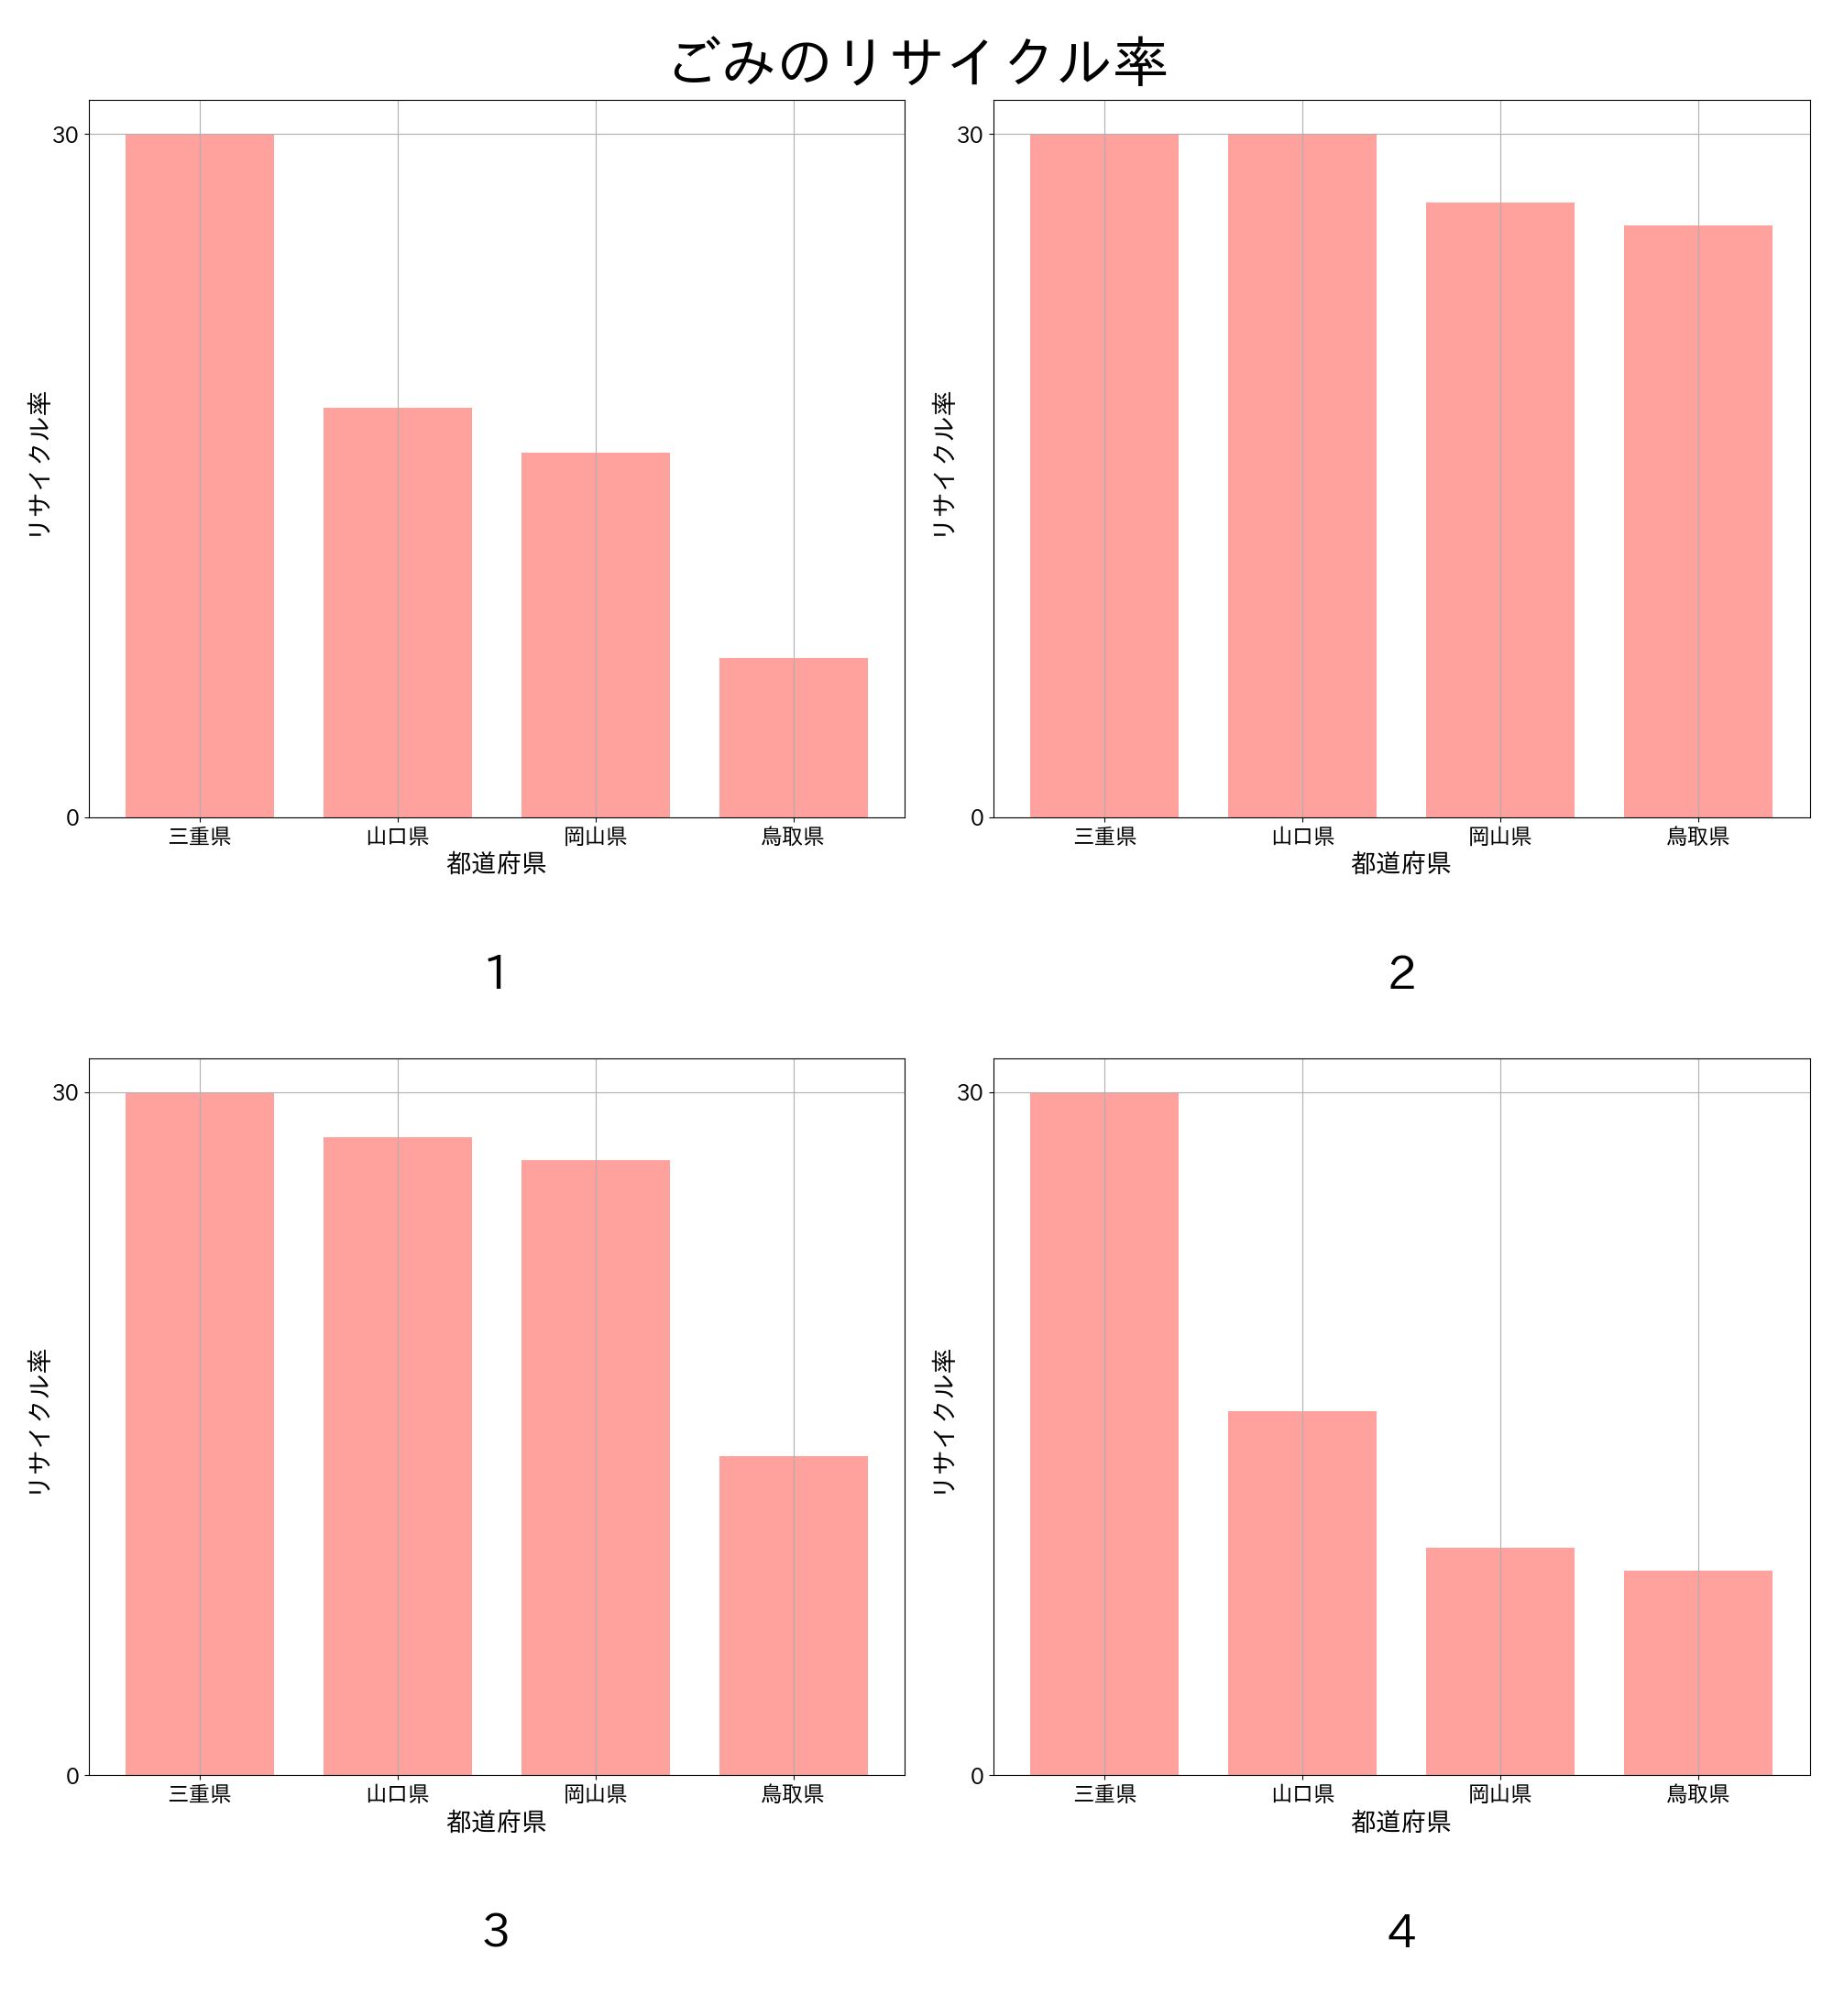 ごみのリサイクル率
30
0
リサイクル率
三重県 山口県 岡山県 鳥取県
都道府県
1
30
0
リサイクル率
三重県 山口県 岡山県 鳥取県
都道府県
2
30
0
リサイクル率
三重県 山口県 岡山県 鳥取県
都道府県
3
30
0
リサイクル率
三重県 山口県 岡山県 鳥取県
都道府県
4